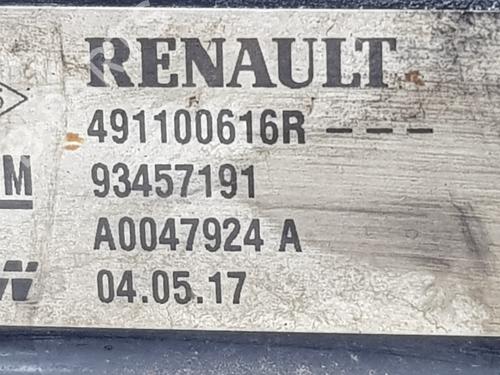 RENAULT
491100616R ---
M 93457191
A0047924 A
04.05.17